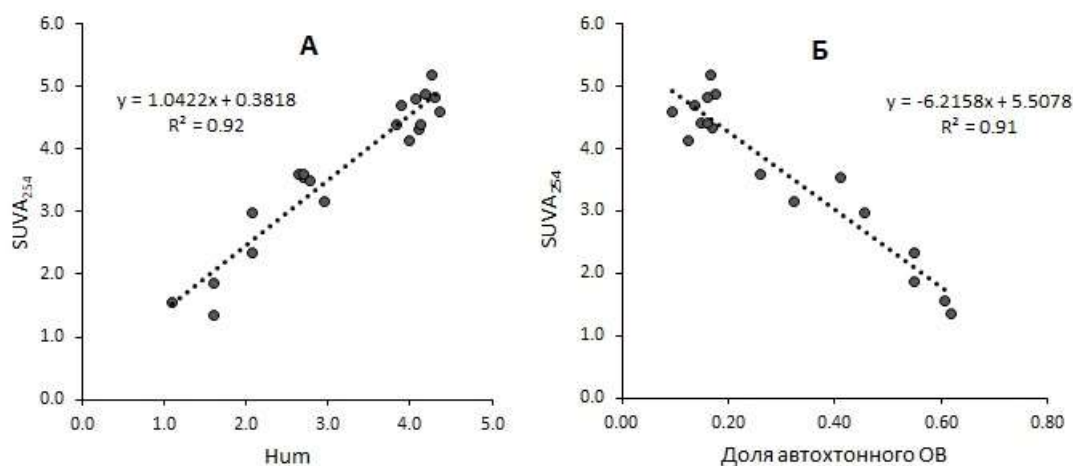 А
y = 1.0422x + 0.3818
R² = 0.92
SUVA₂₅₄
6.0
5.0
4.0
3.0
2.0
1.0
0.0
0.0 1.0 2.0 3.0 4.0 5.0
Hum
Б
y = -6.2158x + 5.5078
R² = 0.91
SUVA₂₅₄
6.0
5.0
4.0
3.0
2.0
1.0
0.0
0.00 0.20 0.40 0.60 0.80
Доля автохтонного ОВ